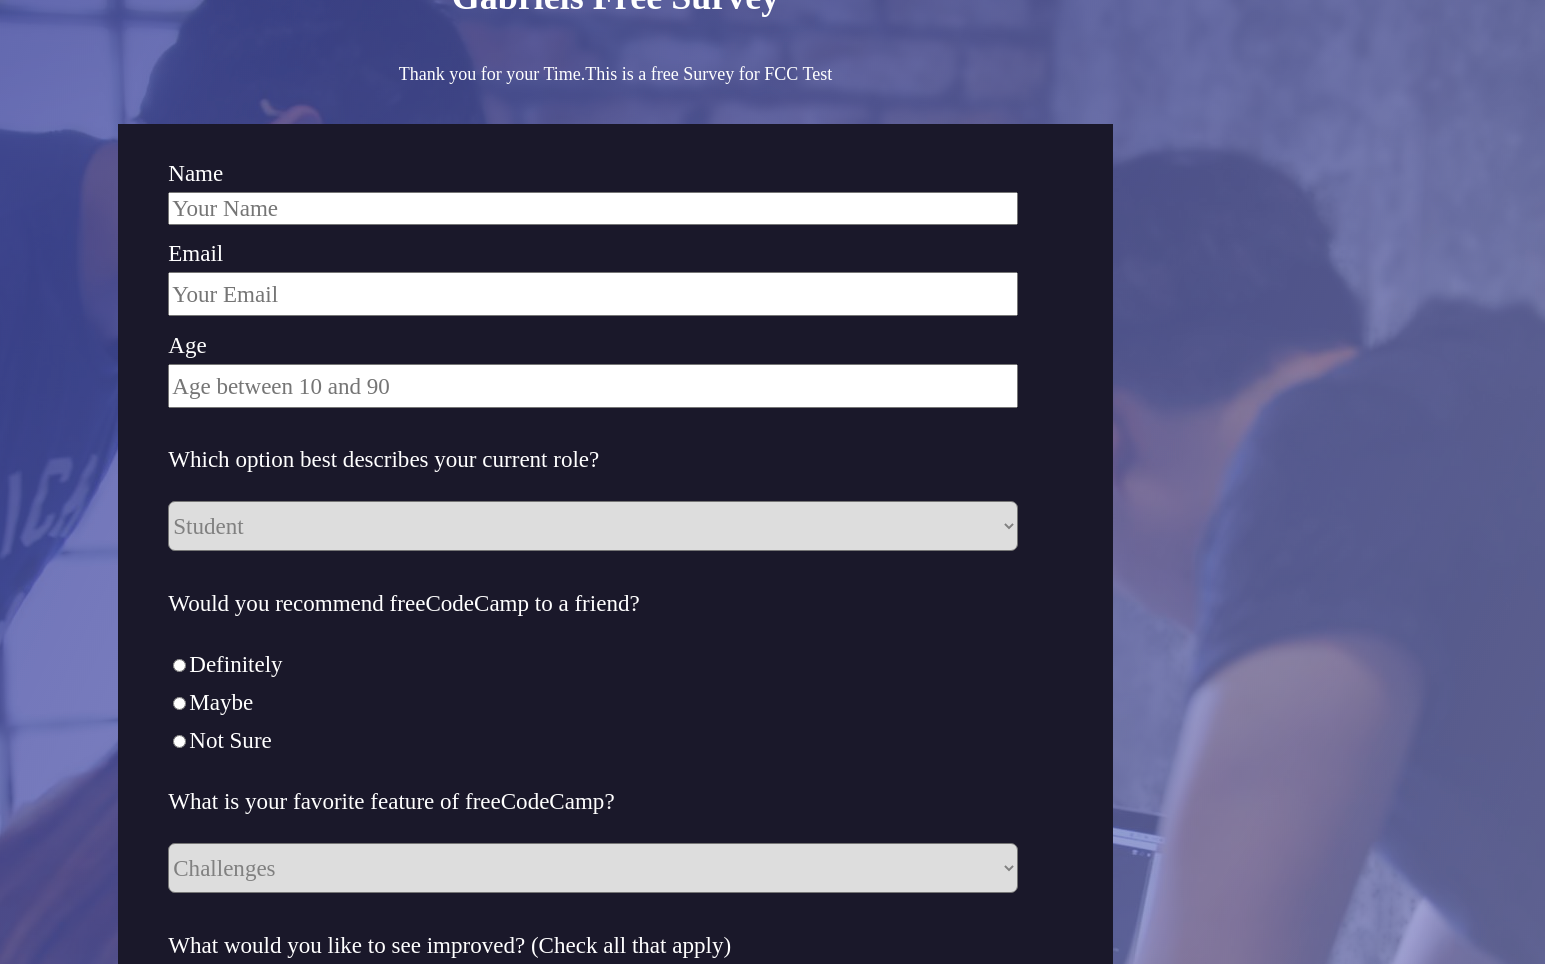 Gabriels Free Survey
Thank you for your Time.This is a free Survey for FCC Test
Name
Your Name
Email
Your Email
Age
Age between 10 and 90
Which option best describes your current role?
Student
Would you recommend freeCodeCamp to a friend?
Definitely
Maybe
Not Sure
What is your favorite feature of freeCodeCamp?
Challenges
What would you like to see improved? (Check all that apply)